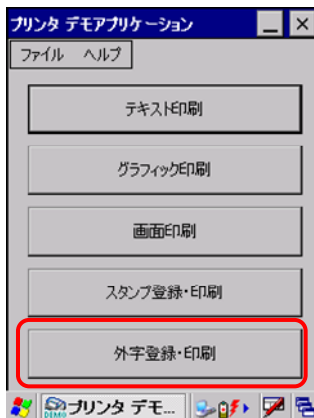 プリンタ デモアプリケーション
ファイル ヘルプ
テキスト印刷
グラフィック印刷
画面印刷
スタンプ登録・印刷
外字登録・印刷
DEMO プリンタ デモ...